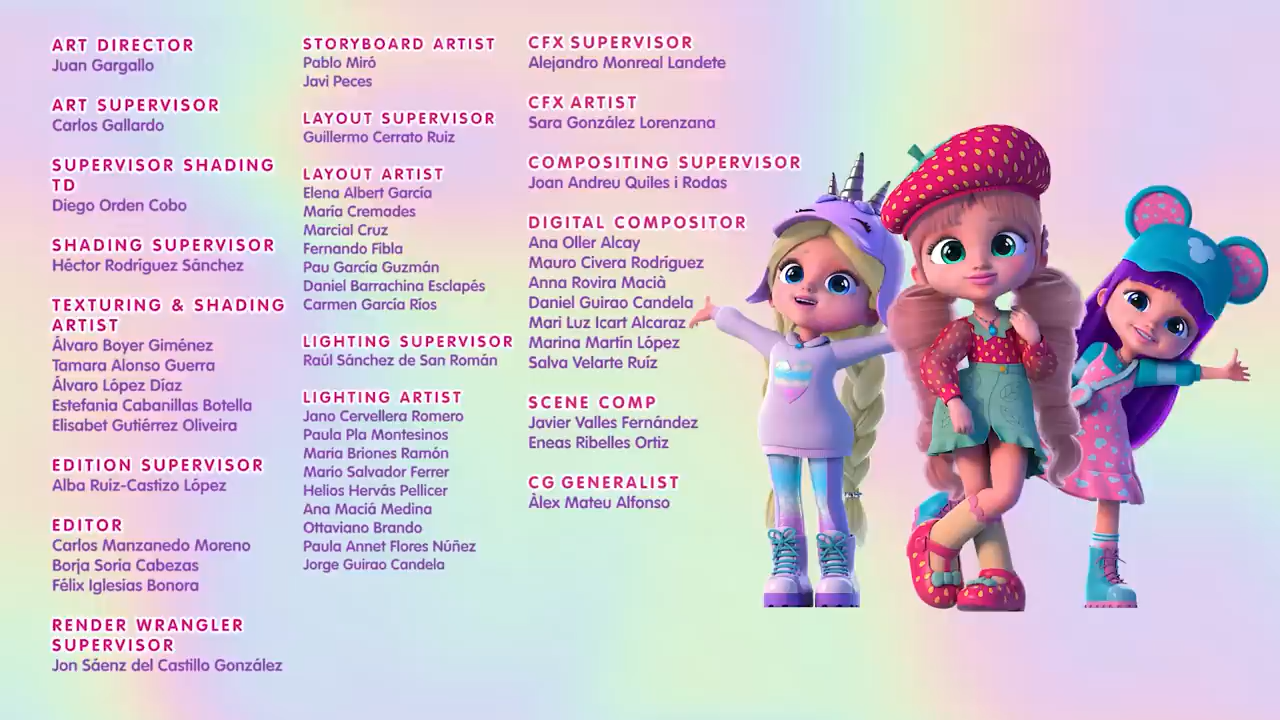 ART DIRECTOR
Juan Gargallo
ART SUPERVISOR
Carlos Gallardo
SUPERVISOR SHADING
TD
Diego Orden Cobo
SHADING SUPERVISOR
Héctor Rodríguez Sánchez
TEXTURING & SHADING
ARTIST
Álvaro Boyer Giménez
Tamara Alonso Guerra
Álvaro López Díaz
Estefania Cabanillas Botella
Elisabet Gutiérrez Oliveira
EDITION SUPERVISOR
Alba Ruiz-Castizo López
EDITOR
Carlos Manzanedo Moreno
Borja Soria Cabezas
Félix Iglesias Bonora
RENDER WRANGLER
SUPERVISOR
Jon Sáenz del Castillo González
STORYBOARD ARTIST
Pablo Miró
Javi Peces
LAYOUT SUPERVISOR
Guillermo Cerrato Ruiz
LAYOUT ARTIST
Elena Albert García
María Cremades
Marcial Cruz
Fernando Fibla
Pau García Guzmán
Daniel Barrachina Esclapés
Carmen García Ríos
LIGHTING SUPERVISOR
Raúl Sánchez de San Román
LIGHTING ARTIST
Jano Cervellera Romero
Paula Pla Montesinos
Maria Briones Ramón
Mario Salvador Ferrer
Helios Hervás Pellicer
Ana Maciá Medina
Ottaviano Brando
Paula Annet Flores Núñez
Jorge Guirao Candela
CFX SUPERVISOR
Alejandro Monreal Landete
CFX ARTIST
Sara González Lorenzana
COMPOSITING SUPERVISOR
Joan Andreu Quiles i Rodas
DIGITAL COMPOSITOR
Ana Oller Alcay
Mauro Civera Rodríguez
Anna Rovira Macià
Daniel Guirao Candela
Mari Luz Icart Alcaraz
Marina Martín López
Salva Velarte Ruíz
SCENE COMP
Javier Valles Fernández
Eneas Ribelles Ortiz
CG GENERALIST
Àlex Mateu Alfonso